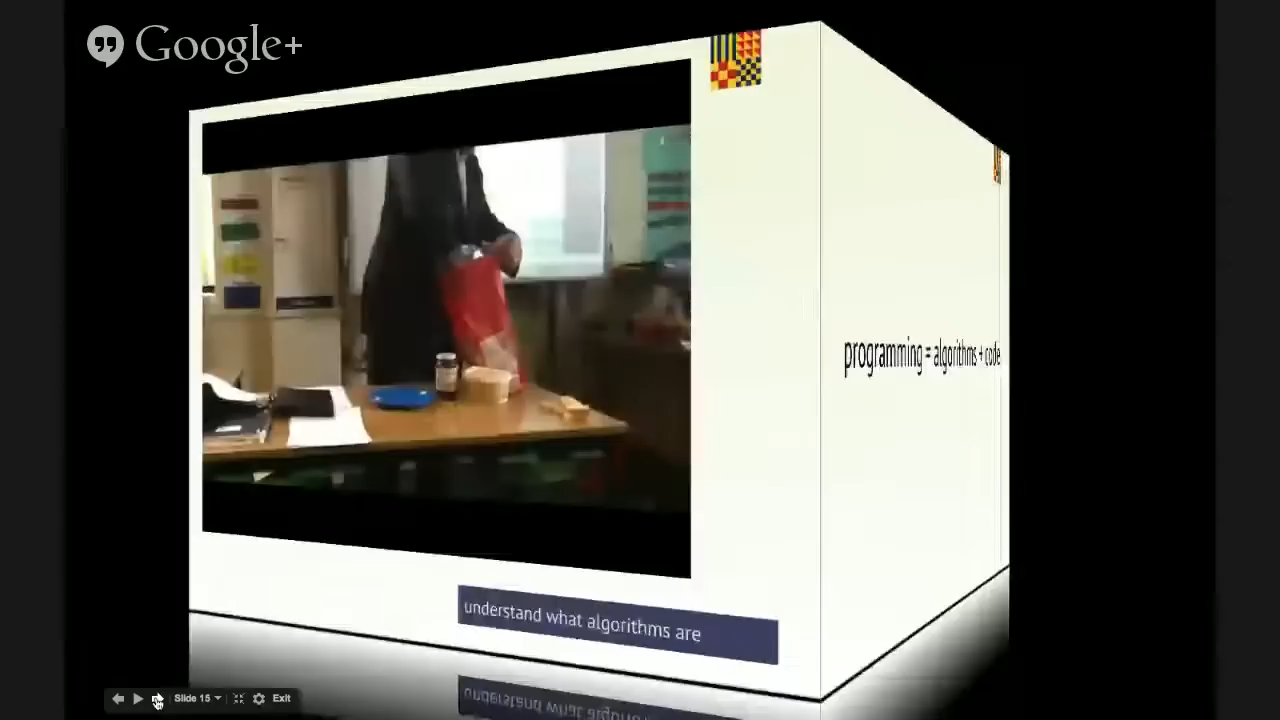 Google+
programming = algorithms + code
understand what algorithms are
Slide 15
Exit